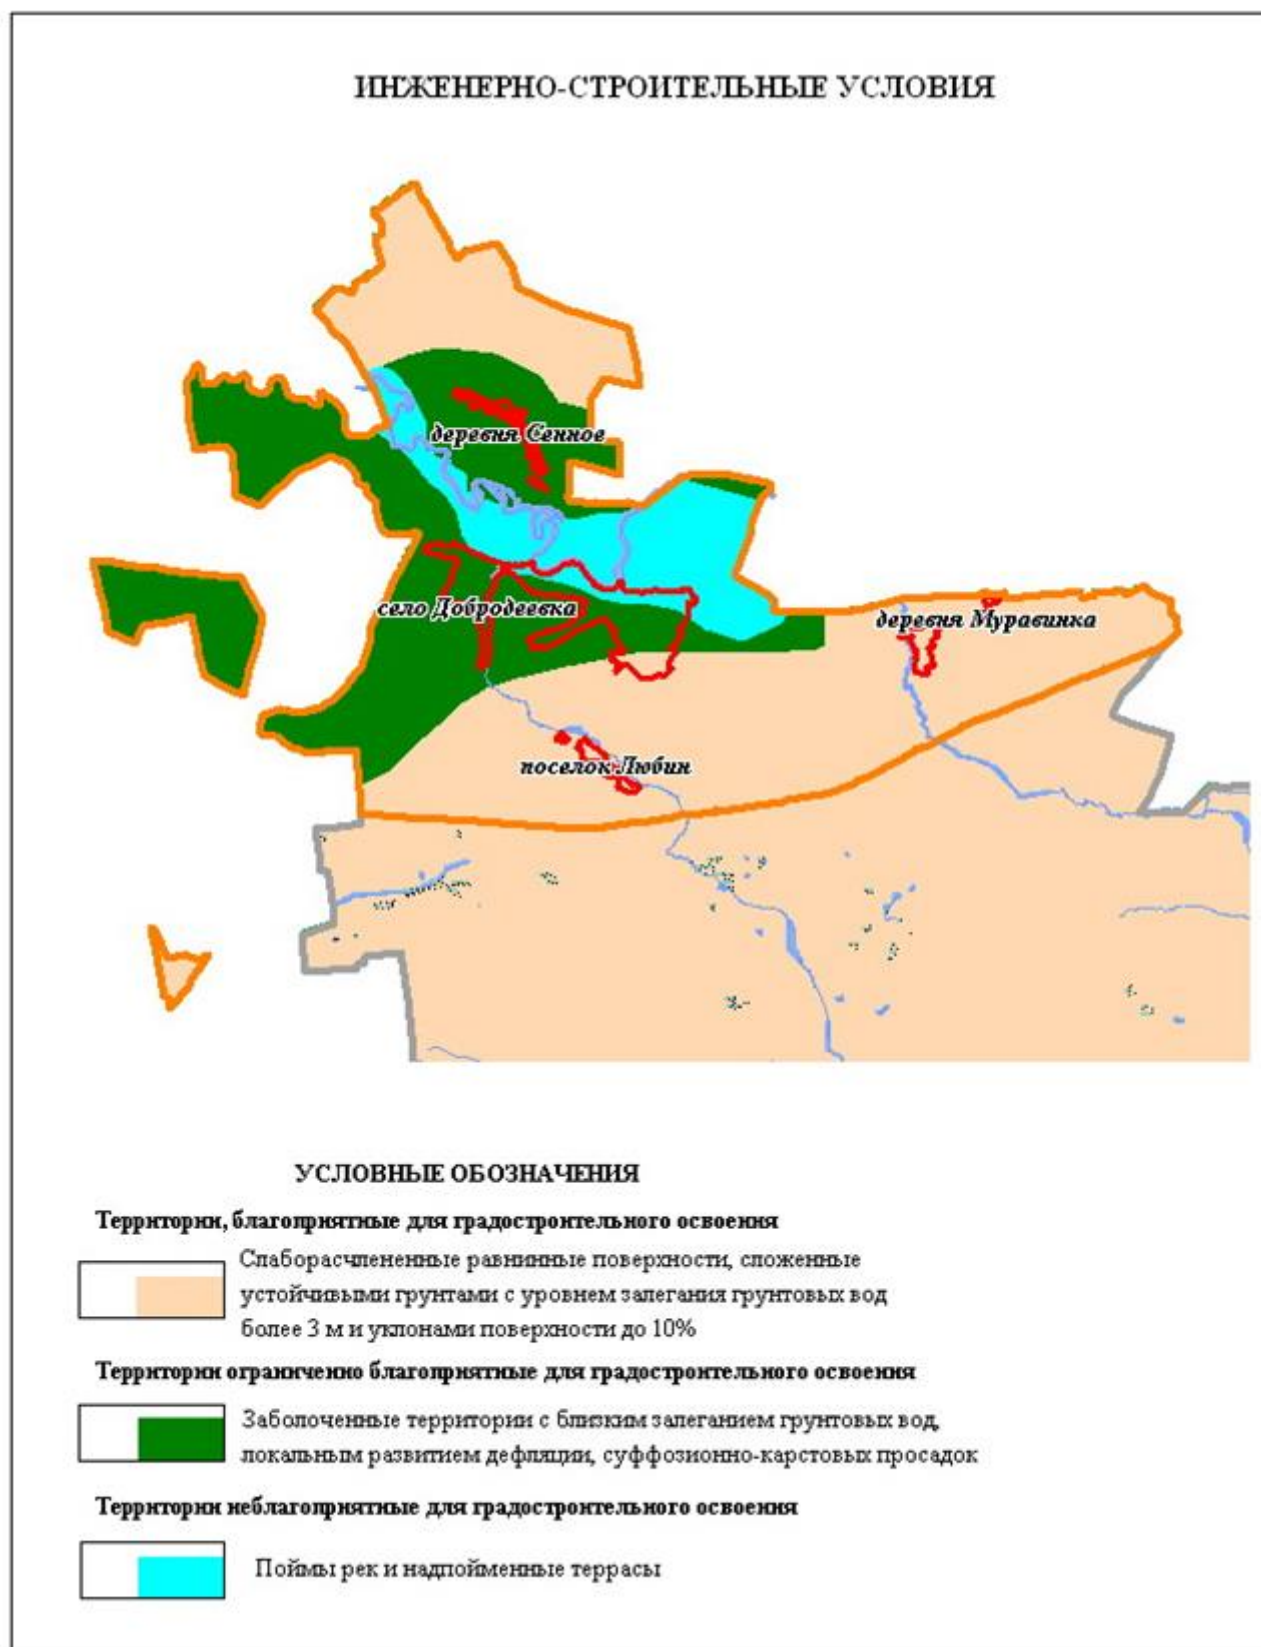 ИНЖЕНЕРНО-СТРОИТЕЛЬНЫЕ УСЛОВИЯ
деревня Сенное
село Добродеевка
деревня Муравинка
поселок Любин
УСЛОВНЫЕ ОБОЗНАЧЕНИЯ
Территории, благоприятные для градостроительного освоения
Слаборасчлененные равнинные поверхности, сложенные
устойчивыми грунтами с уровнем залегания грунтовых вод
более 3 м и уклонами поверхности до 10%
Территории ограниченно благоприятные для градостроительного освоения
Заболоченные территории с близким залеганием грунтовых вод,
локальным развитием дефляции, суффозионно-карстовых просадок
Территории неблагоприятные для градостроительного освоения
Поймы рек и надпойменные террасы